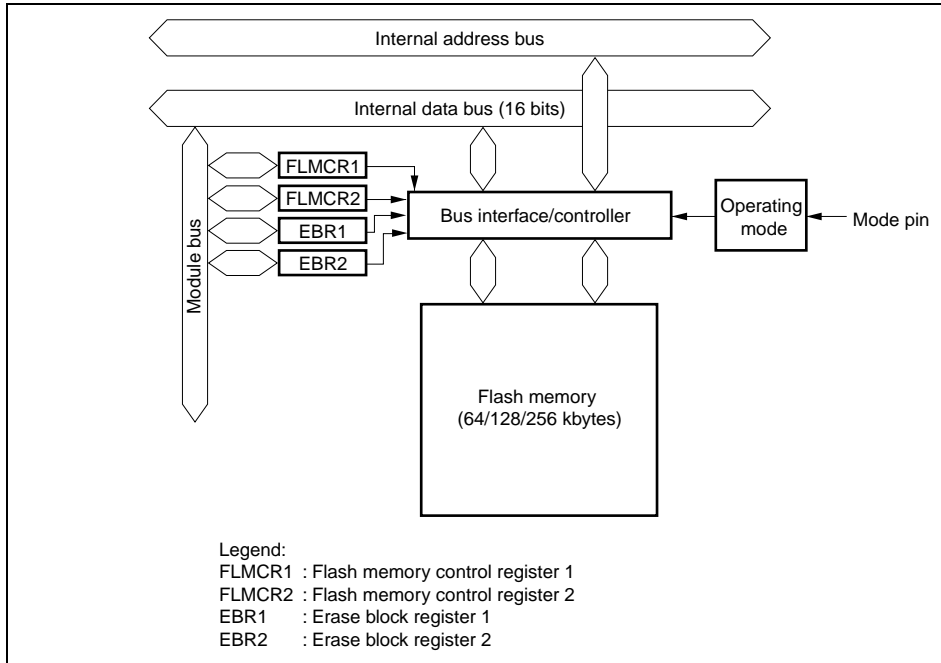 Internal address bus
Internal data bus (16 bits)
Module bus
FLMCR1
FLMCR2
EBR1
EBR2
Bus interface/controller
Operating
mode
Mode pin
Flash memory
(64/128/256 kbytes)
Legend:
FLMCR1 : Flash memory control register 1
FLMCR2 : Flash memory control register 2
EBR1 : Erase block register 1
EBR2 : Erase block register 2